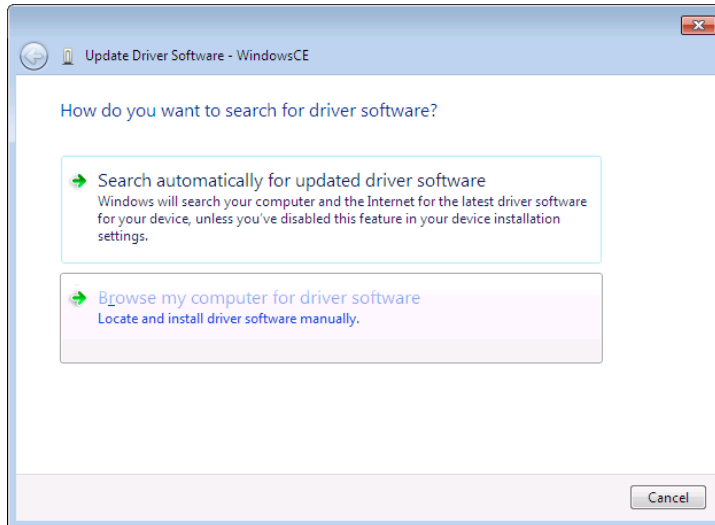 Update Driver Software - WindowsCE
How do you want to search for driver software?
Search automatically for updated driver software
Windows will search your computer and the Internet for the latest driver software
for your device, unless you've disabled this feature in your device installation
settings.
Browse my computer for driver software
Locate and install driver software manually.
Cancel